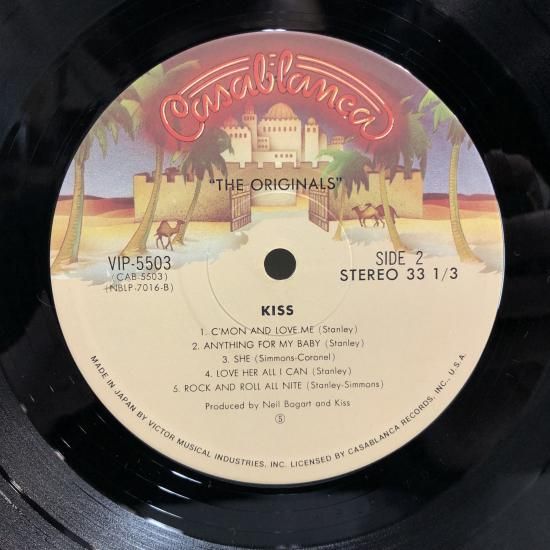 Casablanca
"THE ORIGINALS"
VIP-5503
(CAB 5503)
(NBLP-7016-B)
SIDE 2
STEREO 33 1/3
KISS
1. C'MON AND LOVE ME (Stanley)
2. ANYTHING FOR MY BABY (Stanley)
3. SHE (Simmons-Coronel)
4. LOVE HER ALL I CAN (Stanley)
5. ROCK AND ROLL ALL NITE (Stanley-Simmons)
Produced by Neil Bogart and Kiss
Ⓢ
MADE IN JAPAN BY VICTOR MUSICAL INDUSTRIES, INC. LICENSED BY CASABLANCA RECORDS, INC., U.S.A.